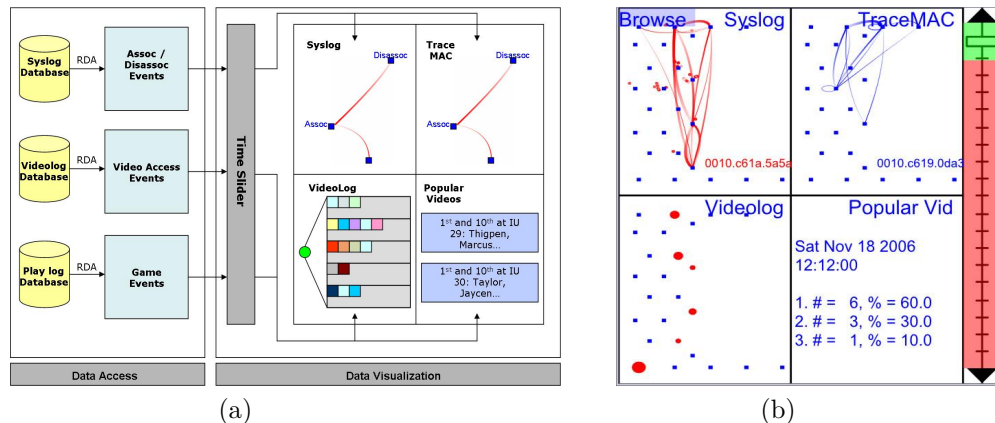 Syslog
Database
RDA
Assoc /
Disassoc
Events
Videolog
Database
RDA
Video Access
Events
Play log
Database
RDA
Game
Events
Data Access
Time Slider
Syslog
Disassoc
Assoc
Trace
MAC
Disassoc
Assoc
VideoLog
Popular
Videos
1st and 10th at IU
29: Thigpen,
Marcus...
1st and 10th at IU
30: Taylor,
Jaycen...
Data Visualization
(a)
Browse
Syslog
0010.c61a.5a5a
TraceMAC
0010.c619.0da3
Videolog
Popular Vid
Sat Nov 18 2006
12:12:00
1. # = 6, % = 60.0
2. # = 3, % = 30.0
3. # = 1, % = 10.0
(b)